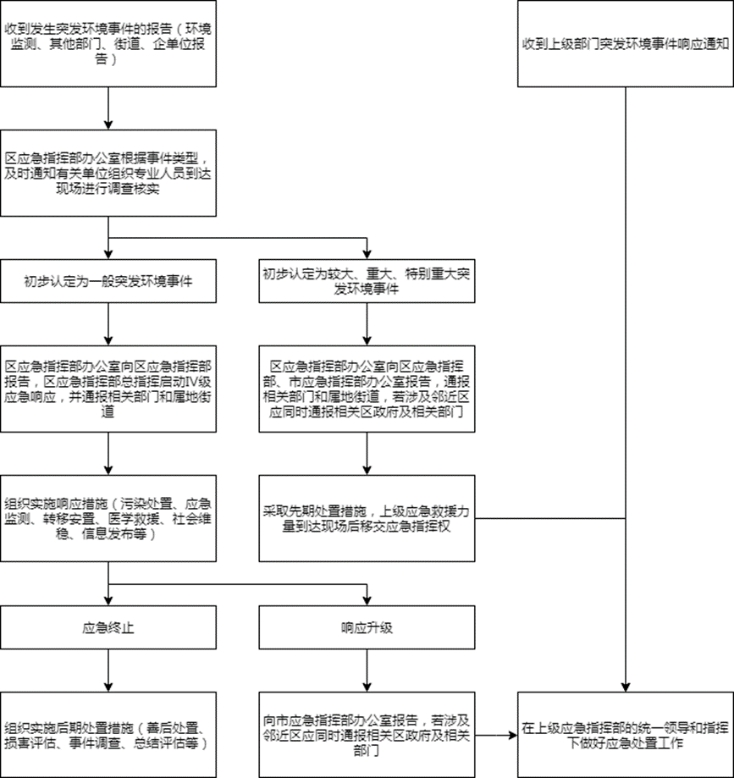 收到发生突发环境事件的报告（环境
监测、其他部门、街道、企单位报
告）
收到上级部门突发环境事件响应通知
区应急指挥部办公室根据事件类型，
及时通知有关单位组织专业人员到达
现场进行调查核实
初步认定为一般突发环境事件
初步认定为较大、重大、特别重大突
发环境事件
区应急指挥部办公室向区应急指挥部
报告，区应急指挥部总指挥启动IV级
应急响应，并通报相关部门和属地街
道
区应急指挥部办公室向区应急指挥
部、市应急指挥部办公室报告，通报
相关部门和属地街道，若涉及邻近区
应同时通报相关区政府及相关部门
组织实施响应措施（污染处置、应急
监测、转移安置、医学救援、社会维
稳、信息发布等）
采取先期处置措施，上级应急救援力
量到达现场后移交应急指挥权
应急终止
响应升级
组织实施后期处置措施（善后处置、
损害评估、事件调查、总结评估等）
向市应急指挥部办公室报告，若涉及
邻近区应同时通报相关区政府及相关
部门
在上级应急指挥部的统一领导和指挥
下做好应急处置工作